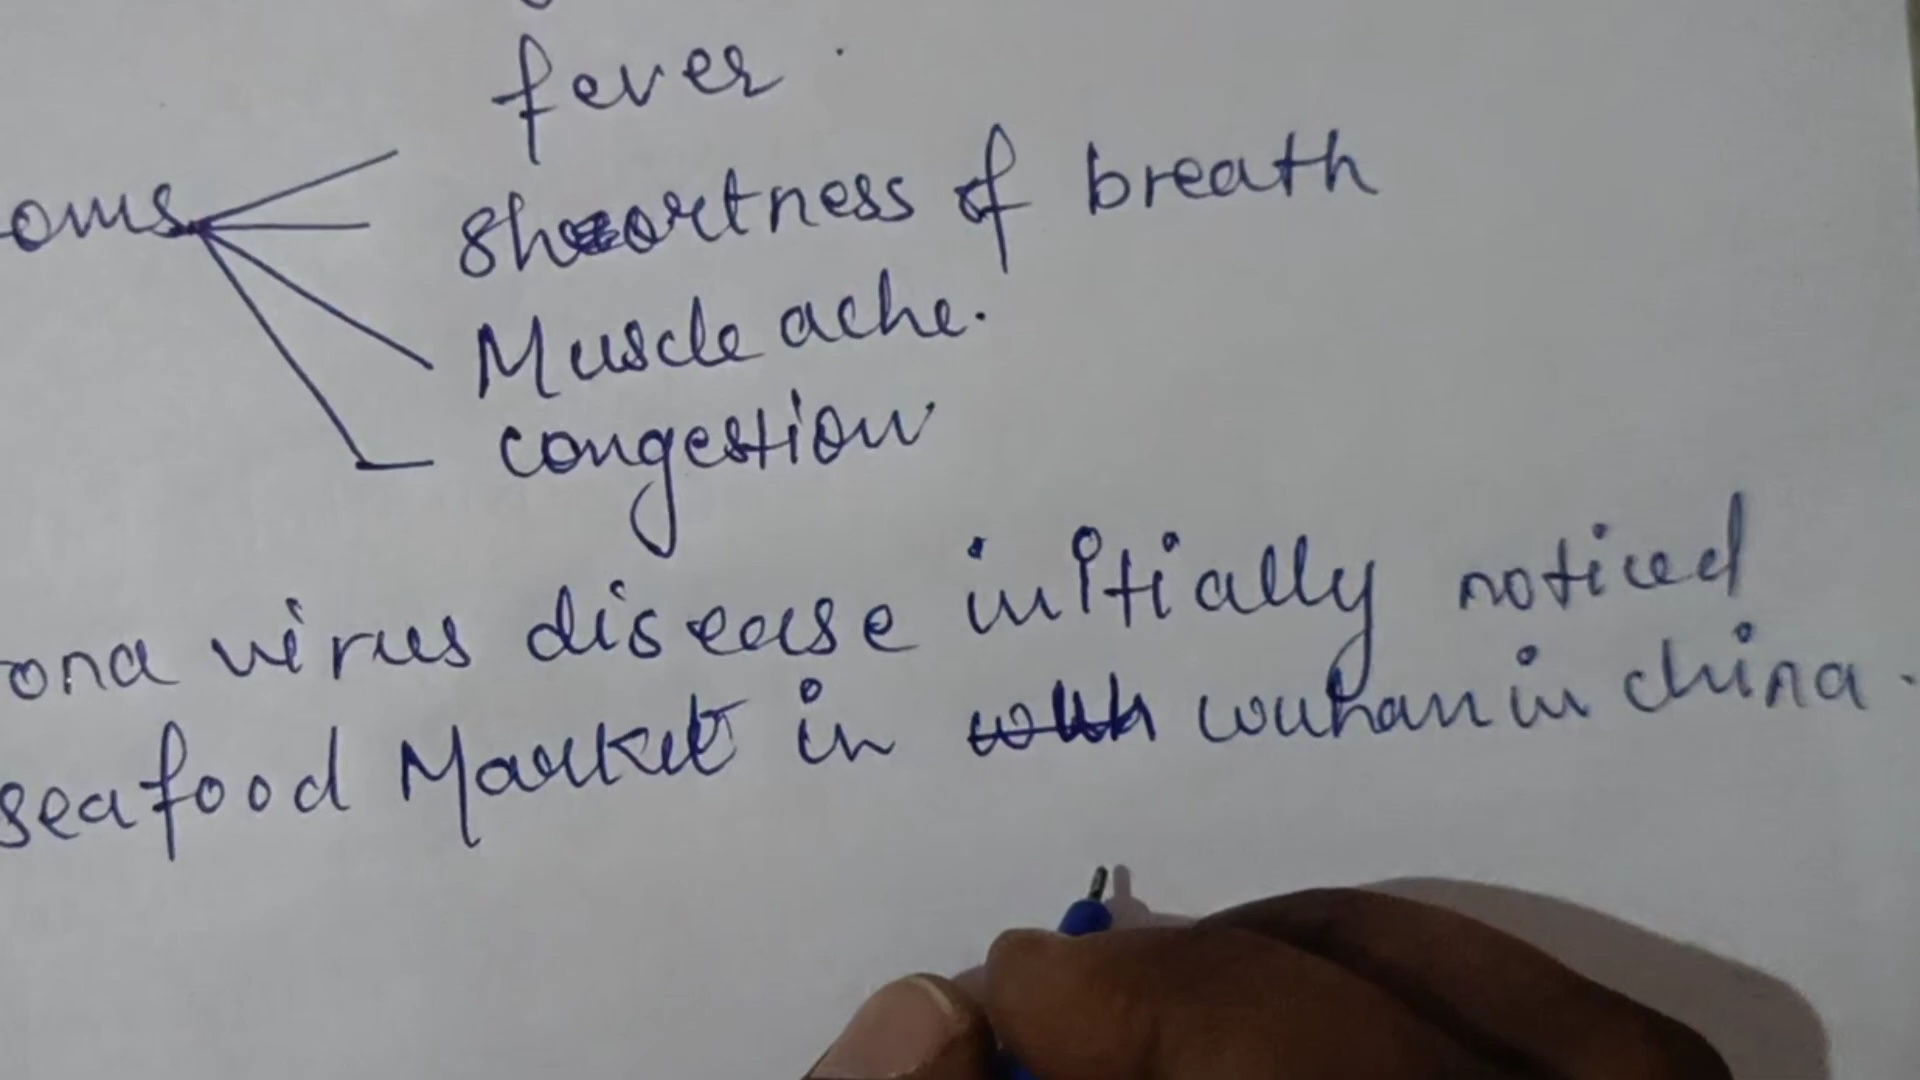 fever.
oms
shortness of breath
Muscle ache.
congestion
ona virus disease initially noticed
seafood Market in wuhan in china.